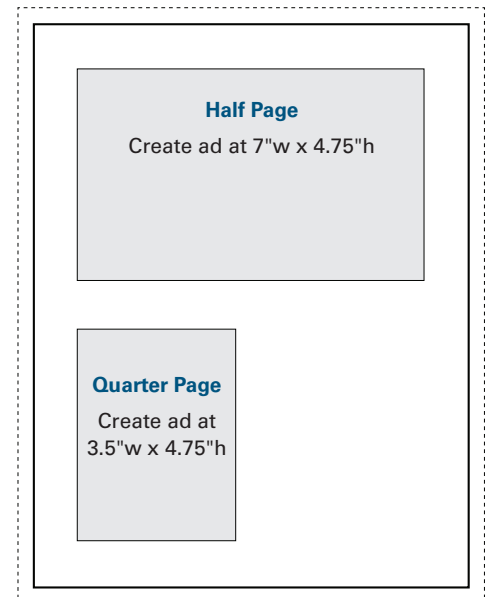 Half Page
Create ad at 7"w x 4.75"h
Quarter Page
Create ad at
3.5"w x 4.75"h